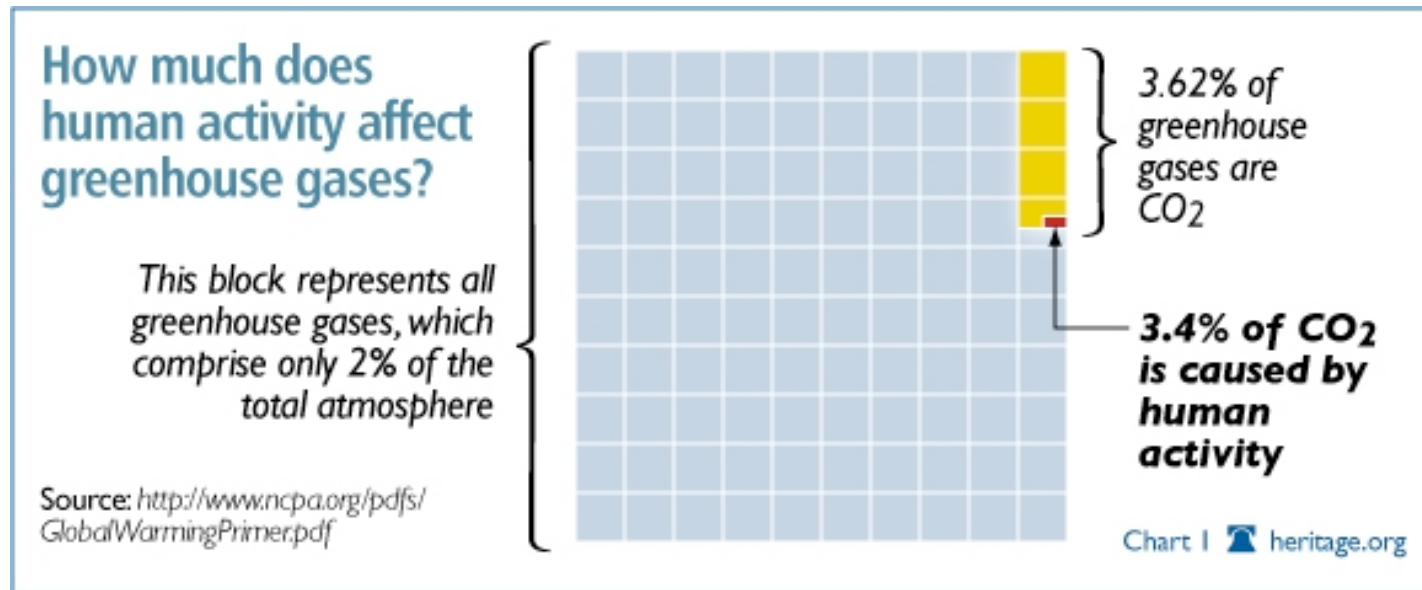 How much does
human activity affect
greenhouse gases?
This block represents all
greenhouse gases, which
comprise only 2% of the
total atmosphere
Source: http://www.ncpa.org/pdfs/
GlobalWarmingPrimer.pdf
3.62% of
greenhouse
gases are
CO2
3.4% of CO2
is caused by
human
activity
Chart 1 heritage.org